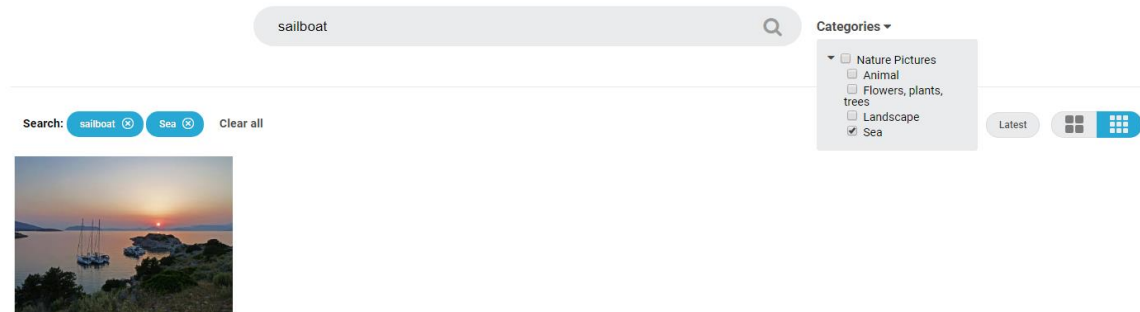 sailboat
Categories
Nature Pictures
Animal
Flowers, plants,
trees
Landscape
Sea
Search: sailboat Sea Clear all
Latest